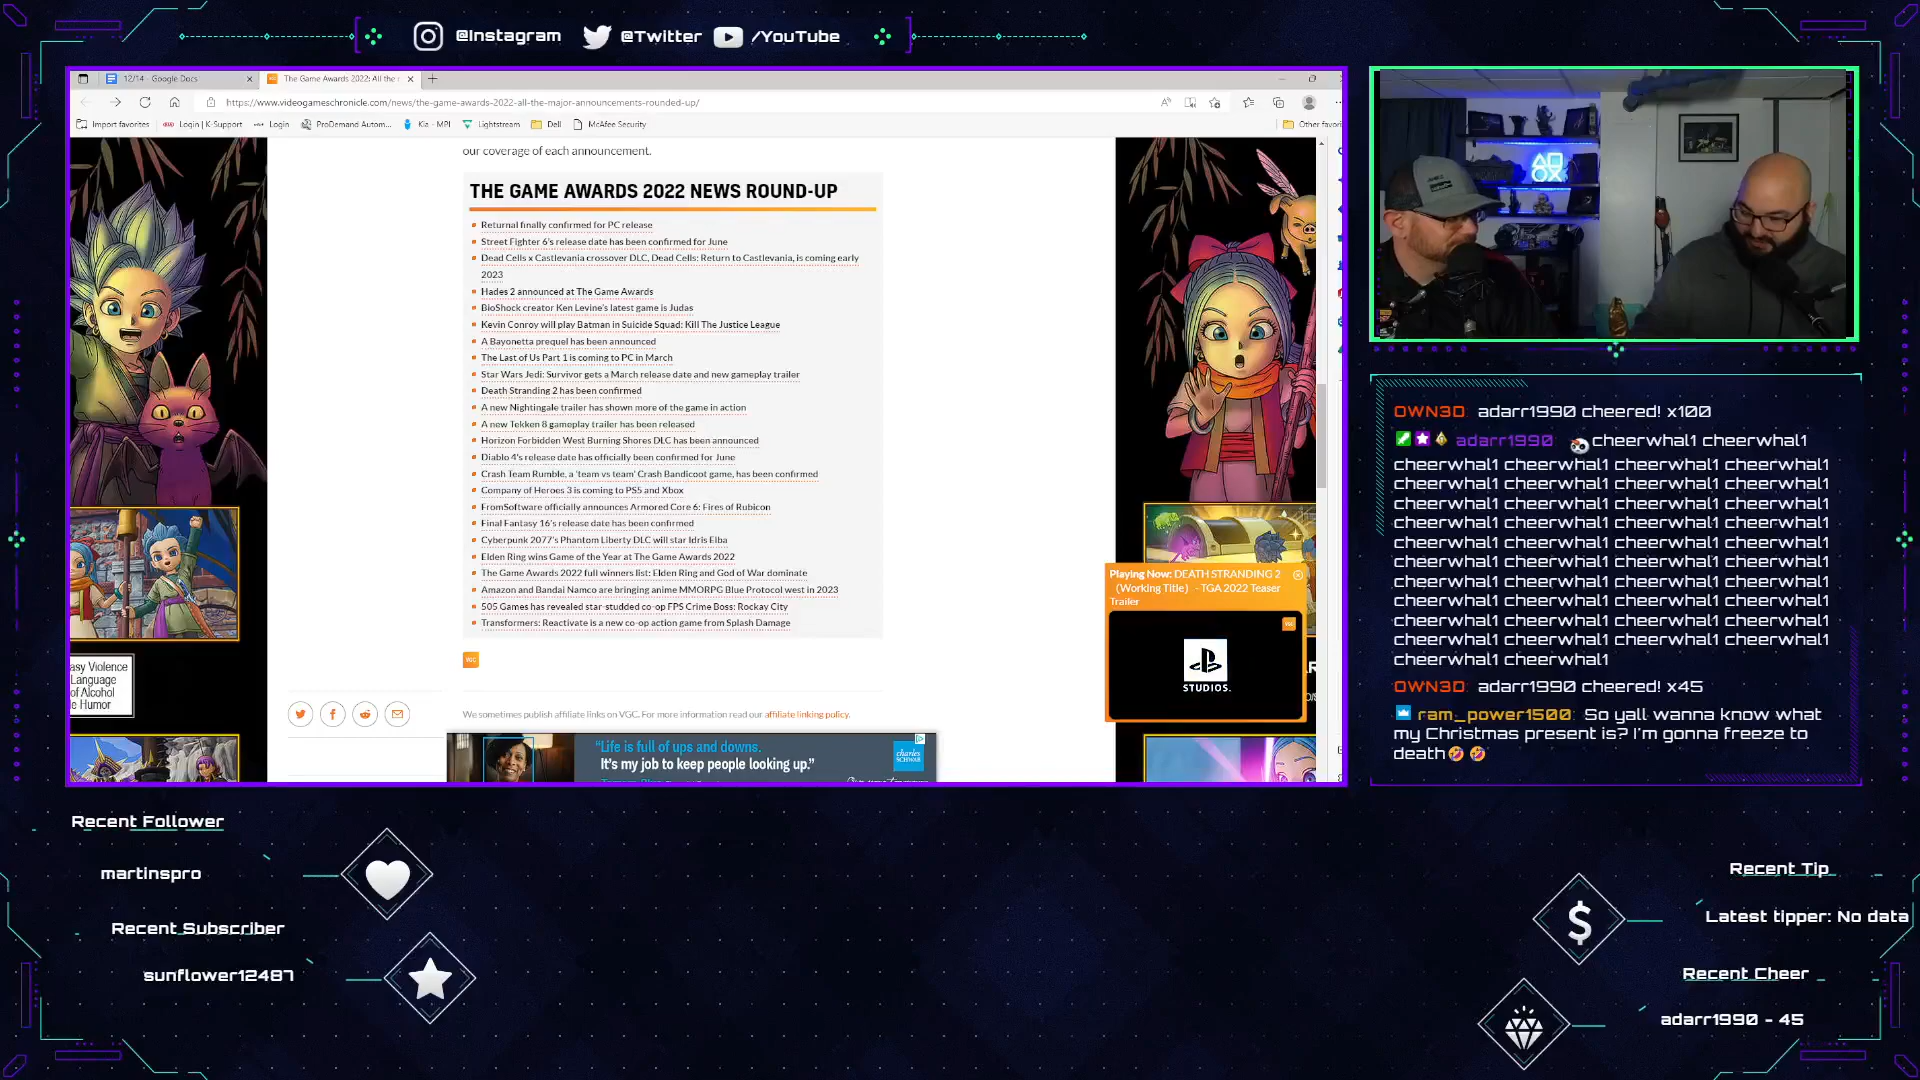 @Instagram @Twitter /YouTube
12/14 - Google Docs
The Game Awards 2022: All the
https://www.videogameschronicle.com/news/the-game-awards-2022-all-the-major-announcements-rounded-up/
Import favorites Login | K-Support Login ProDemand Autom... Kia - MPI Lightstream Dell McAfee Security Other favori
our coverage of each announcement.
THE GAME AWARDS 2022 NEWS ROUND-UP
Returnal finally confirmed for PC release
Street Fighter 6's release date has been confirmed for June
Dead Cells x Castlevania crossover DLC, Dead Cells: Return to Castlevania, is coming early
2023
Hades 2 announced at The Game Awards
BioShock creator Ken Levine's latest game is Judas
Kevin Conroy will play Batman in Suicide Squad: Kill The Justice League
A Bayonetta prequel has been announced
The Last of Us Part 1 is coming to PC in March
Star Wars Jedi: Survivor gets a March release date and new gameplay trailer
Death Stranding 2 has been confirmed
A new Nightingale trailer has shown more of the game in action
A new Tekken 8 gameplay trailer has been released
Horizon Forbidden West Burning Shores DLC has been announced
Diablo 4's release date has officially been confirmed for June
Crash Team Rumble, a 'team vs team' Crash Bandicoot game, has been confirmed
Company of Heroes 3 is coming to PS5 and Xbox
FromSoftware officially announces Armored Core 6: Fires of Rubicon
Final Fantasy 16's release date has been confirmed
Cyberpunk 2077's Phantom Liberty DLC will star Idris Elba
Elden Ring wins Game of the Year at The Game Awards 2022
The Game Awards 2022 full winners list: Elden Ring and God of War dominate
Amazon and Bandai Namco are bringing anime MMORPG Blue Protocol west in 2023
505 Games has revealed star-studded co-op FPS Crime Boss: Rockay City
Transformers: Reactivate is a new co-op action game from Splash Damage
VGC
We sometimes publish affiliate links on VGC. For more information read our affiliate linking policy.
"Life is full of ups and downs.
It's my job to keep people looking up."
charles
SCHWAB
asy Violence
Language
of Alcohol
e Humor
Playing Now: DEATH STRANDING 2
(Working Title) - TGA 2022 Teaser
Trailer
VGC
STUDIOS.
OWN3D: adarr1990 cheered! x100
adarr1990: cheerwhal1 cheerwhal1
cheerwhal1 cheerwhal1 cheerwhal1 cheerwhal1
cheerwhal1 cheerwhal1 cheerwhal1 cheerwhal1
cheerwhal1 cheerwhal1 cheerwhal1 cheerwhal1
cheerwhal1 cheerwhal1 cheerwhal1 cheerwhal1
cheerwhal1 cheerwhal1 cheerwhal1 cheerwhal1
cheerwhal1 cheerwhal1 cheerwhal1 cheerwhal1
cheerwhal1 cheerwhal1 cheerwhal1 cheerwhal1
cheerwhal1 cheerwhal1 cheerwhal1 cheerwhal1
cheerwhal1 cheerwhal1 cheerwhal1 cheerwhal1
cheerwhal1 cheerwhal1 cheerwhal1 cheerwhal1
cheerwhal1 cheerwhal1
OWN3D: adarr1990 cheered! x45
ram_power1500: So yall wanna know what
my Christmas present is? I'm gonna freeze to
death🤣🤣
Recent Follower
martinspro
Recent Subscriber
sunflower12487
Recent Tip
Latest tipper: No data
Recent Cheer
adarr1990 - 45